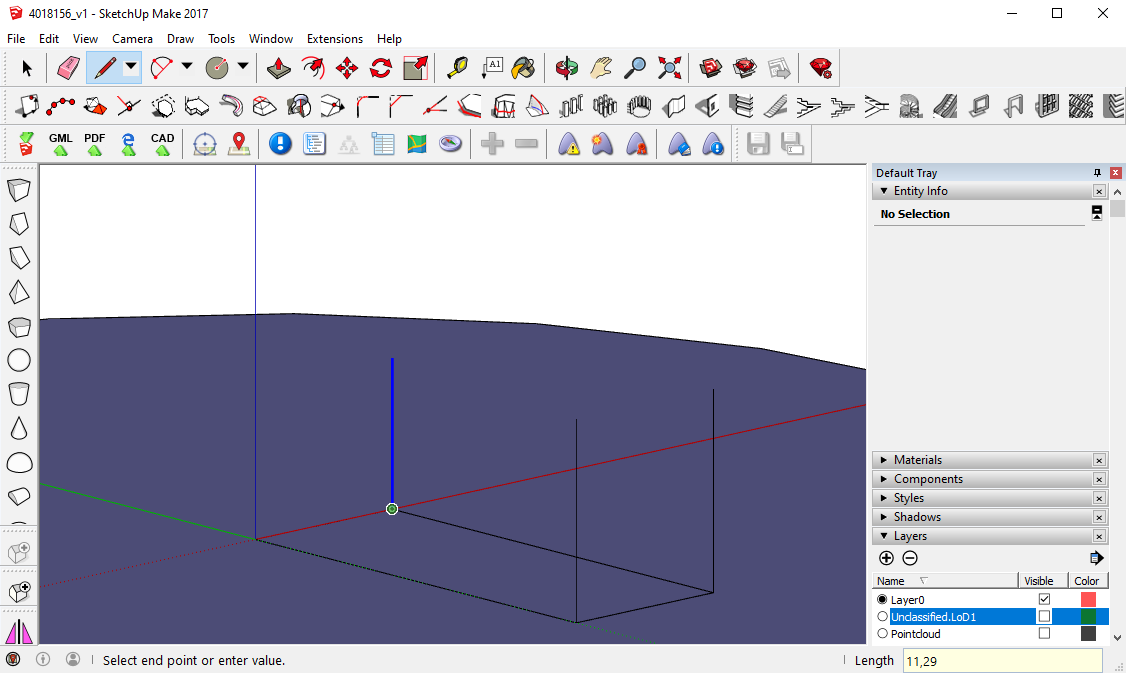 4018156_v1 - SketchUp Make 2017
File Edit View Camera Draw Tools Window Extensions Help
A1
GML PDF CAD
Default Tray
Entity Info
No Selection
Materials
Components
Styles
Shadows
Layers
Name Visible Color
Layer0
Unclassified.LoD1
Pointcloud
Select end point or enter value.
Length 11,29